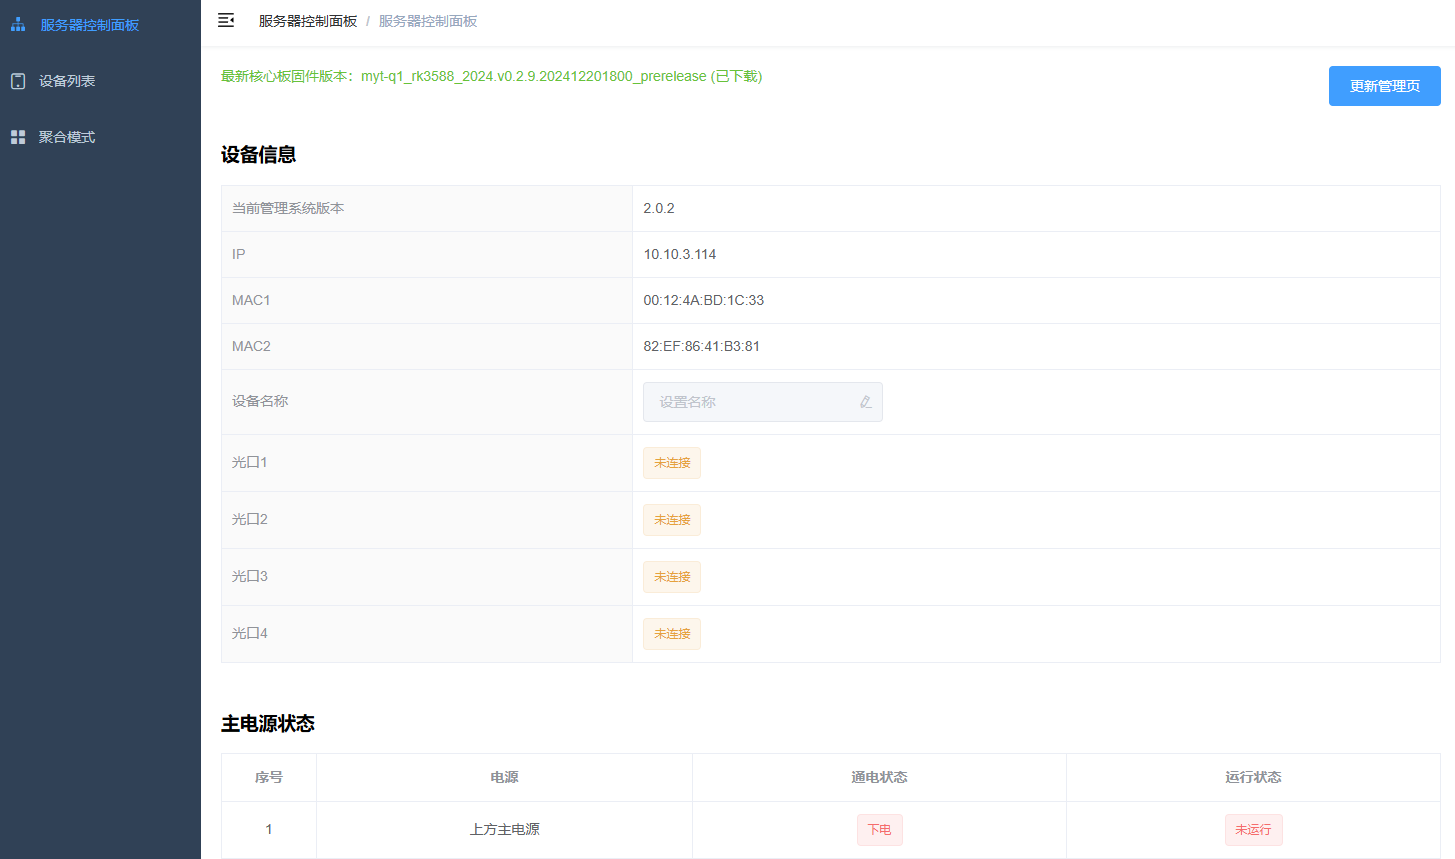 服务器控制面板
设备列表
聚合模式
服务器控制面板 / 服务器控制面板
最新核心板固件版本：myt-q1_rk3588_2024.v0.2.9.202412201800_prerelease (已下载)
更新管理页
设备信息
当前管理系统版本 2.0.2
IP 10.10.3.114
MAC1 00:12:4A:BD:1C:33
MAC2 82:EF:86:41:B3:81
设备名称 设置名称
光口1 未连接
光口2 未连接
光口3 未连接
光口4 未连接
主电源状态
序号 电源 通电状态 运行状态
1 上方主电源 下电 未运行